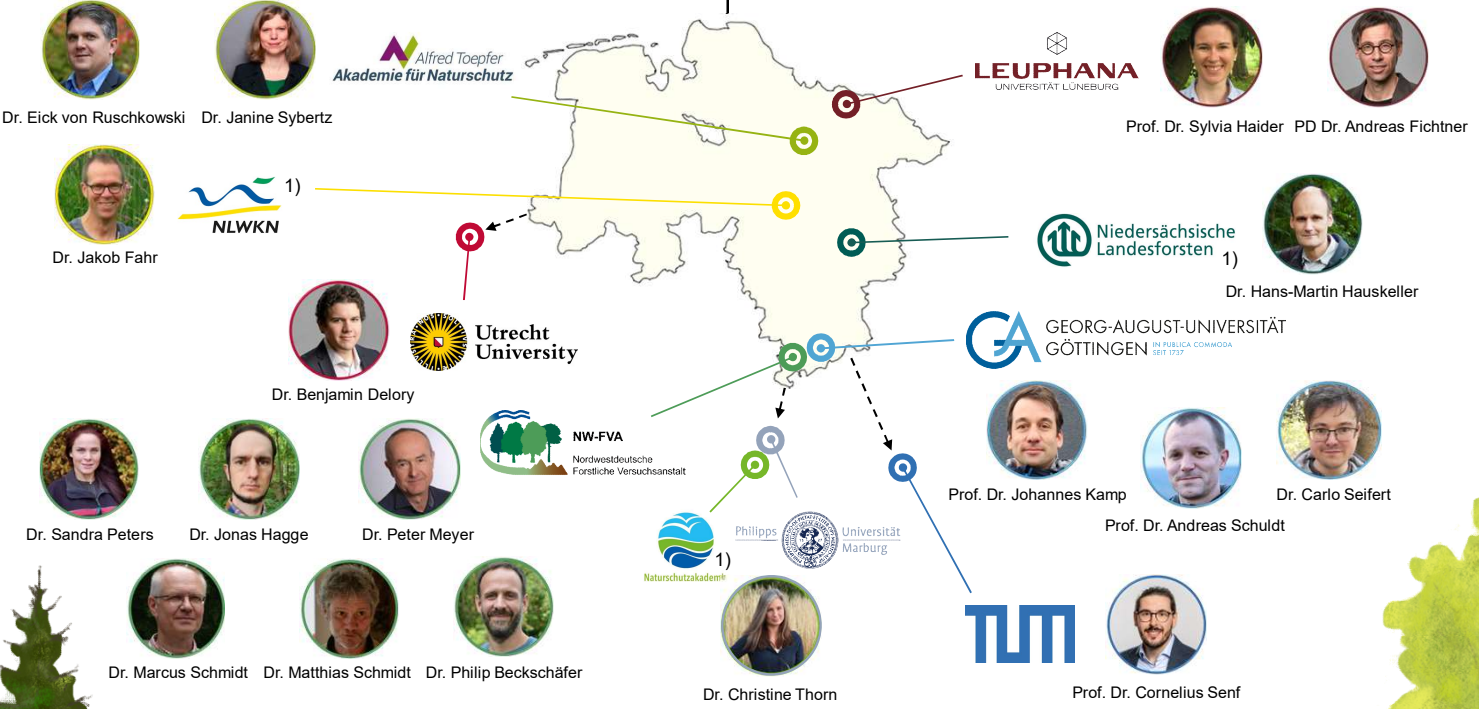 Alfred Toepfer
Akademie für Naturschutz
Dr. Eick von Ruschkowski
Dr. Janine Sybertz
LEUPHANA
UNIVERSITÄT LÜNEBURG
Prof. Dr. Sylvia Haider
PD Dr. Andreas Fichtner
NLWKN
1)
Dr. Jakob Fahr
Niedersächsische
Landesforsten
1)
Dr. Hans-Martin Hauskeller
Utrecht
University
Dr. Benjamin Delory
GEORG-AUGUST-UNIVERSITÄT
GÖTTINGEN
IN PUBLICA COMMODA
SEIT 1737
Prof. Dr. Johannes Kamp
Prof. Dr. Andreas Schuldt
Dr. Carlo Seifert
NW-FVA
Nordwestdeutsche
Forstliche Versuchsanstalt
Dr. Sandra Peters
Dr. Jonas Hagge
Dr. Peter Meyer
Dr. Marcus Schmidt
Dr. Matthias Schmidt
Dr. Philip Beckschäfer
Naturschutzakademie
1)
Philipps
Universität
Marburg
Dr. Christine Thorn
TUM
Prof. Dr. Cornelius Senf